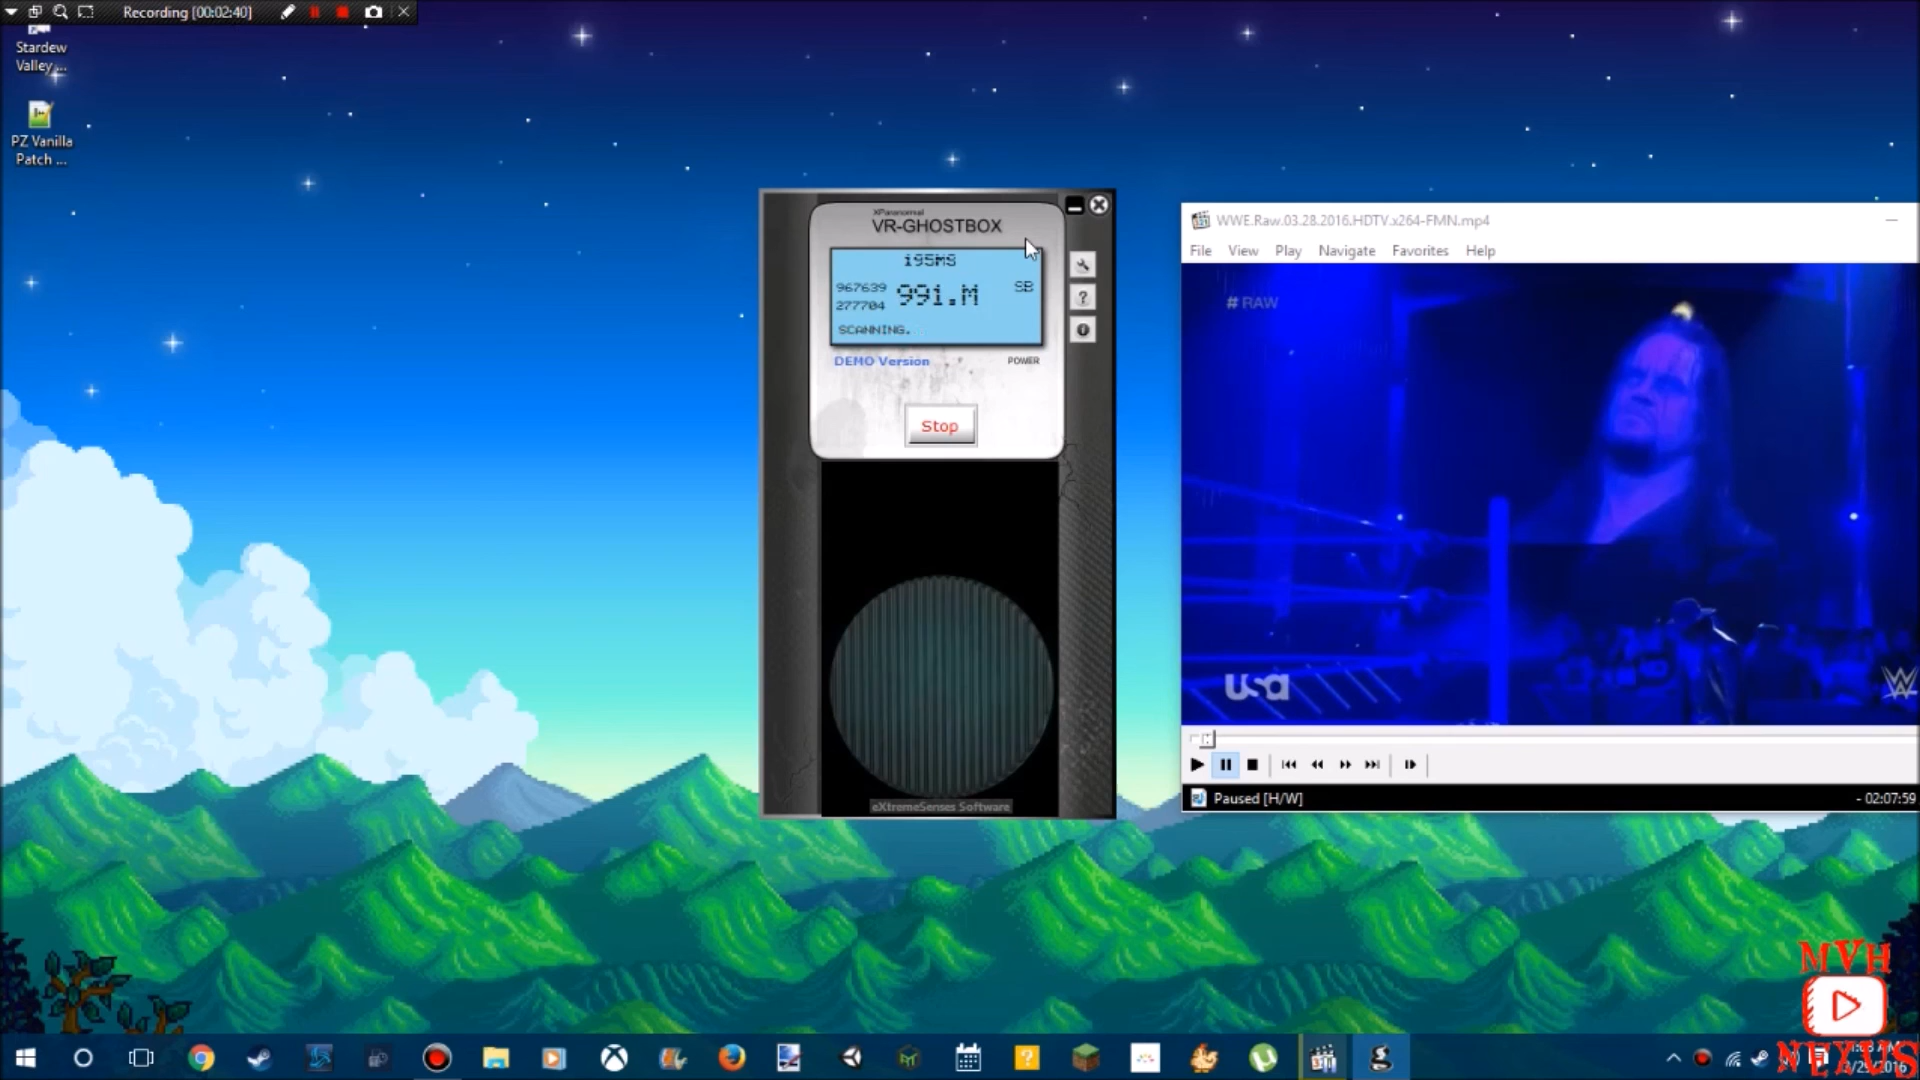 Recording [00:02:40]
Stardew
Valley ...
PZ Vanilla
Patch ...
XParanormal
VR-GHOSTBOX
195MS
967639
277704
991.M
SB
SCANNING.
DEMO Version
POWER
Stop
eXtremeSenses Software
WWE.Raw.03.28.2016.HDTV.x264-FMN.mp4
File View Play Navigate Favorites Help
#RAW
usa
Paused [H/W]
- 02:07:59
MVH
NEXUS